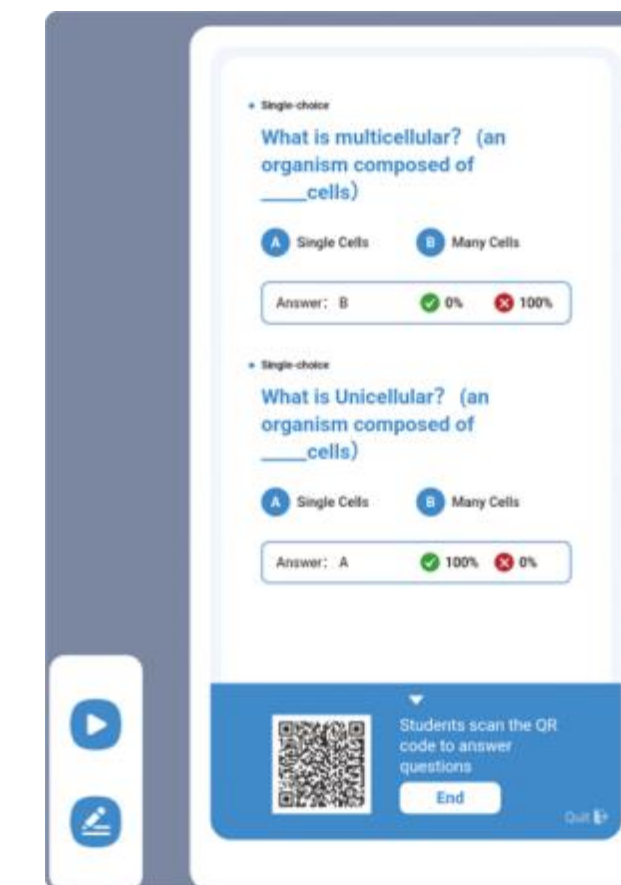 Single-choice
What is multicellular? (an
organism composed of
____cells)
A Single Cells B Many Cells
Answer: B 0% 100%
Single-choice
What is Unicellular? (an
organism composed of
____cells)
A Single Cells B Many Cells
Answer: A 100% 0%
Students scan the QR
code to answer
questions
End
Quit